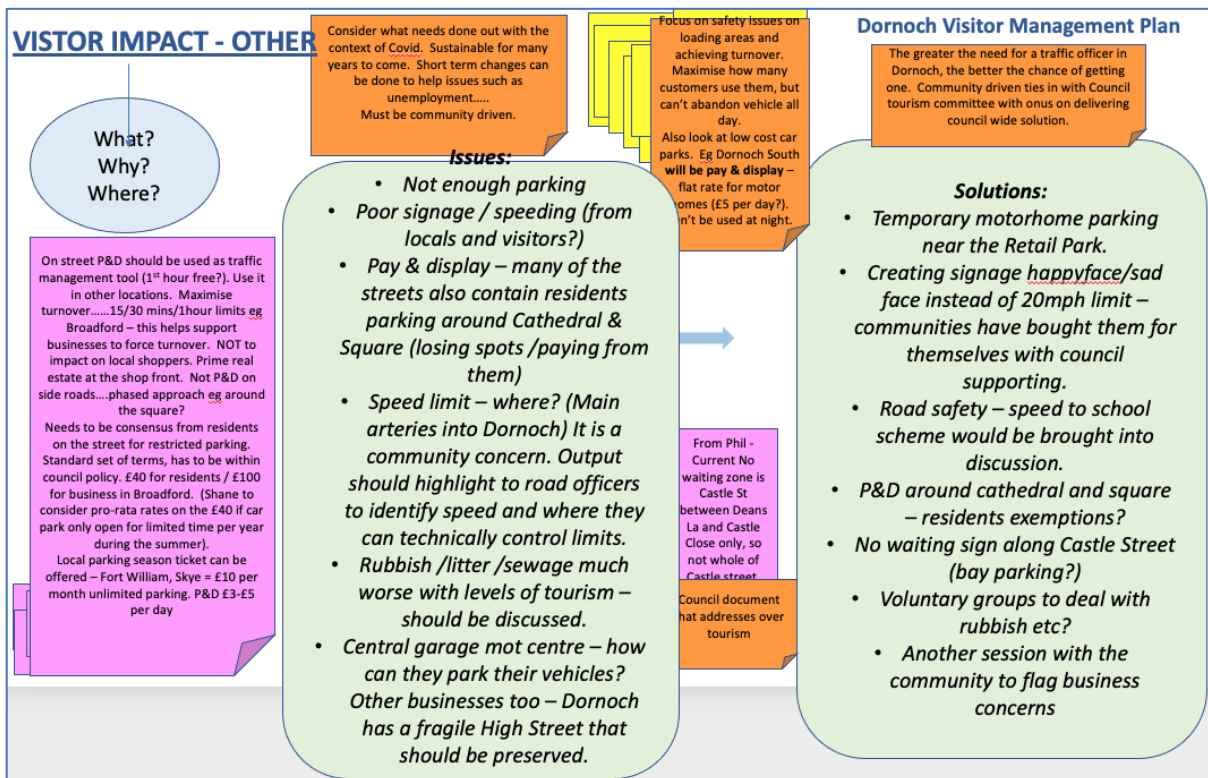 VISTOR IMPACT - OTHER
Dornoch Visitor Management Plan
What?
Why?
Where?
Consider what needs done out with the
context of Covid. Sustainable for many
years to come. Short term changes can
be done to help issues such as
unemployment…..
Must be community driven.
Focus on safety issues on
loading areas and
achieving turnover.
Maximise how many
customers use them, but
can't abandon vehicle all
day.
Also look at low cost car
parks. Eg Dornoch South
will be pay & display –
flat rate for motor
homes (£5 per day?).
be used at night.
The greater the need for a traffic officer in
Dornoch, the better the chance of getting
one. Community driven ties in with Council
tourism committee with onus on delivering
council wide solution.
On street P&D should be used as traffic
management tool (1st hour free?). Use it
in other locations. Maximise
turnover……15/30 mins/1hour limits eg
Broadford – this helps support
businesses to force turnover. NOT to
impact on local shoppers. Prime real
estate at the shop front. Not P&D on
side roads….phased approach eg around
the square?
Needs to be consensus from residents
on the street for restricted parking.
Standard set of terms, has to be within
council policy. £40 for residents / £100
for business in Broadford. (Shane to
consider pro-rata rates on the £40 if car
park only open for limited time per year
during the summer).
Local parking season ticket can be
offered – Fort William, Skye = £10 per
month unlimited parking. P&D £3-£5
per day
Issues:
• Not enough parking
• Poor signage / speeding (from
locals and visitors?)
• Pay & display – many of the
streets also contain residents
parking around Cathedral &
Square (losing spots /paying from
them)
• Speed limit – where? (Main
arteries into Dornoch) It is a
community concern. Output
should highlight to road officers
to identify speed and where they
can technically control limits.
• Rubbish /litter /sewage much
worse with levels of tourism –
should be discussed.
• Central garage mot centre – how
can they park their vehicles?
Other businesses too – Dornoch
has a fragile High Street that
should be preserved.
From Phil -
Current No
waiting zone is
Castle St
between Deans
La and Castle
Close only, so
not whole of
Castle street
Council document
that addresses over
tourism
Solutions:
• Temporary motorhome parking
near the Retail Park.
• Creating signage happyface/sad
face instead of 20mph limit –
communities have bought them for
themselves with council
supporting.
• Road safety – speed to school
scheme would be brought into
discussion.
• P&D around cathedral and square
– residents exemptions?
• No waiting sign along Castle Street
(bay parking?)
• Voluntary groups to deal with
rubbish etc?
• Another session with the
community to flag business
concerns